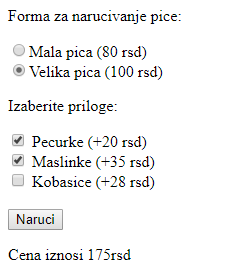 Forma za narucivanje pice:
Mala pica (80 rsd)
Velika pica (100 rsd)
Izaberite priloge:
Pecurke (+20 rsd)
Maslinke (+35 rsd)
Kobasice (+28 rsd)
Naruci
Cena iznosi 175rsd